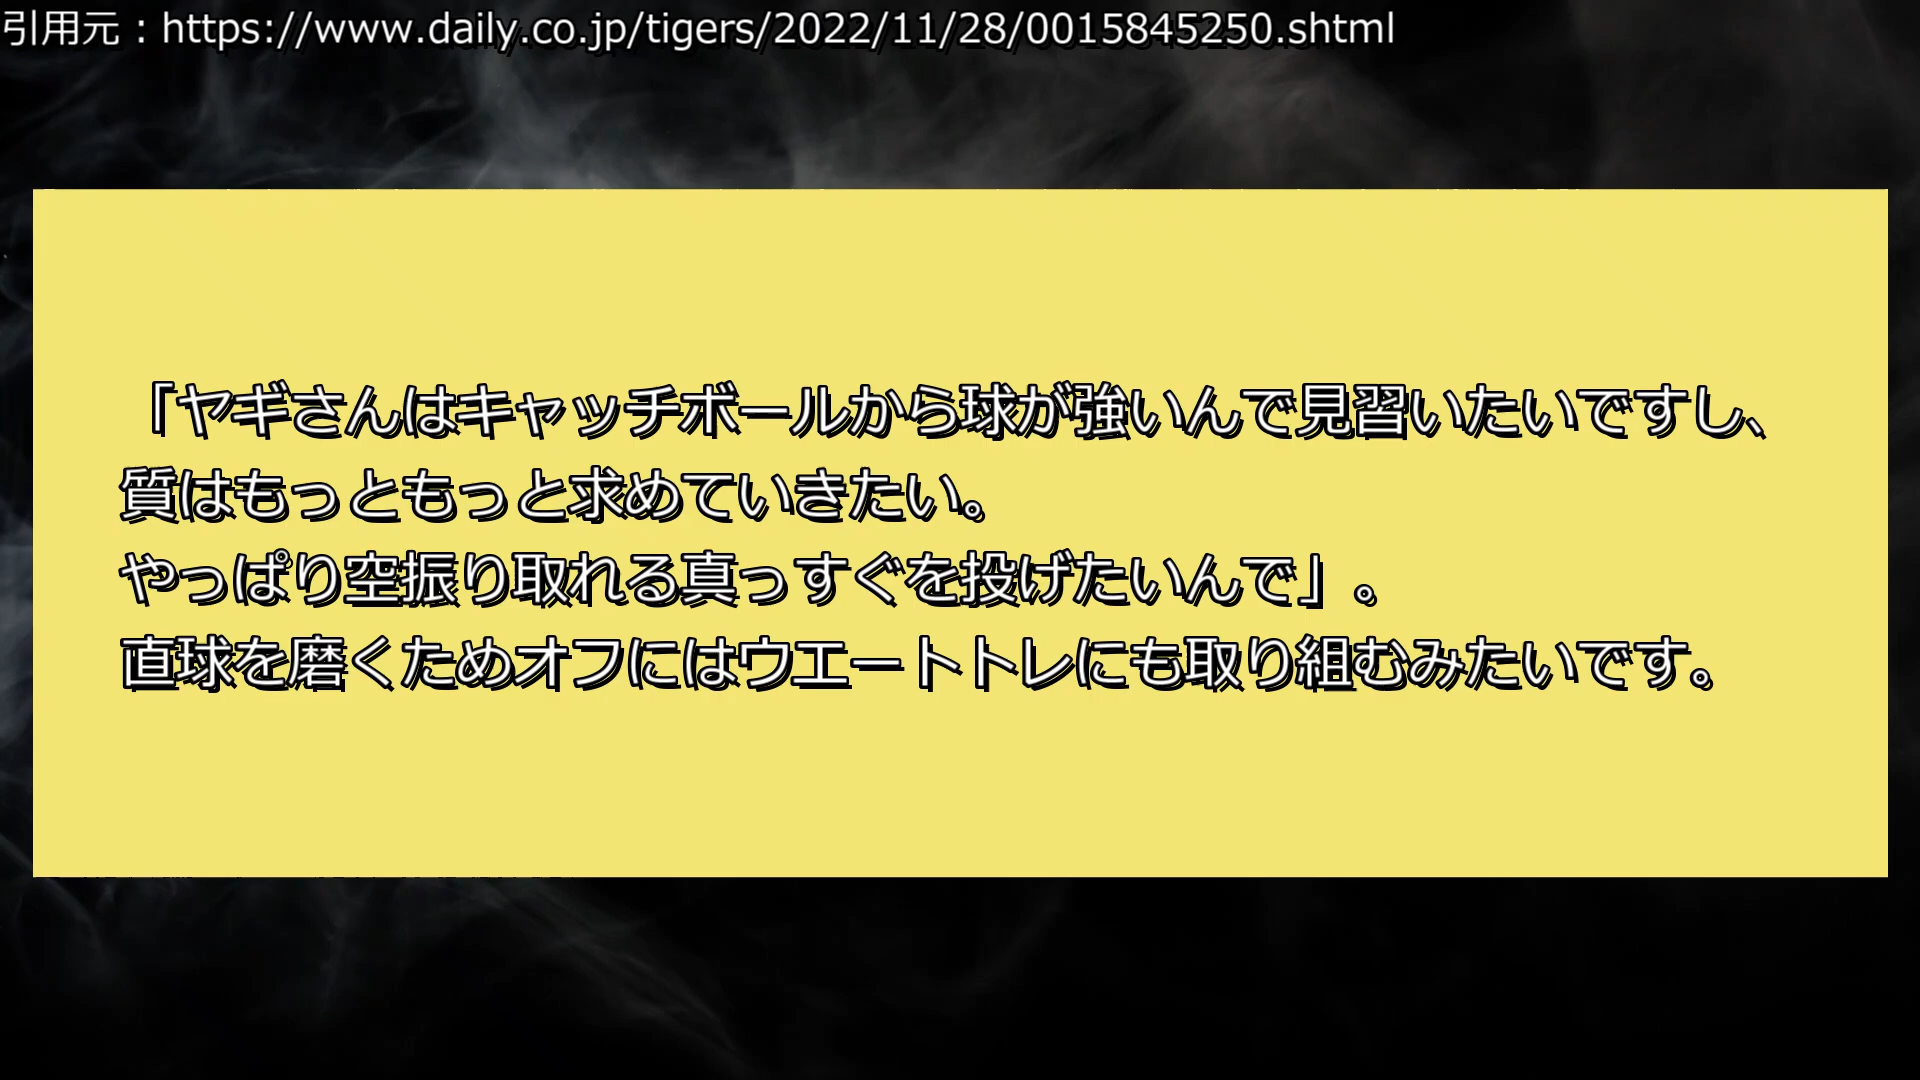 引用元：https://www.daily.co.jp/tigers/2022/11/28/0015845250.shtml
「ヤギさんはキャッチボールから球が強いんで見習いたいですし、
質はもっともっと求めていきたい。
やっぱり空振り取れる真っすぐを投げたいんで」。
直球を磨くためオフにはウエートトレにも取り組むみたいです。